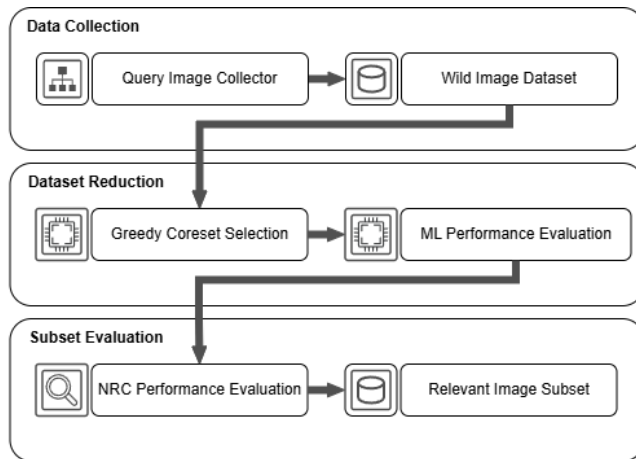 Data Collection
Query Image Collector
Wild Image Dataset
Dataset Reduction
Greedy Coreset Selection
ML Performance Evaluation
Subset Evaluation
NRC Performance Evaluation
Relevant Image Subset